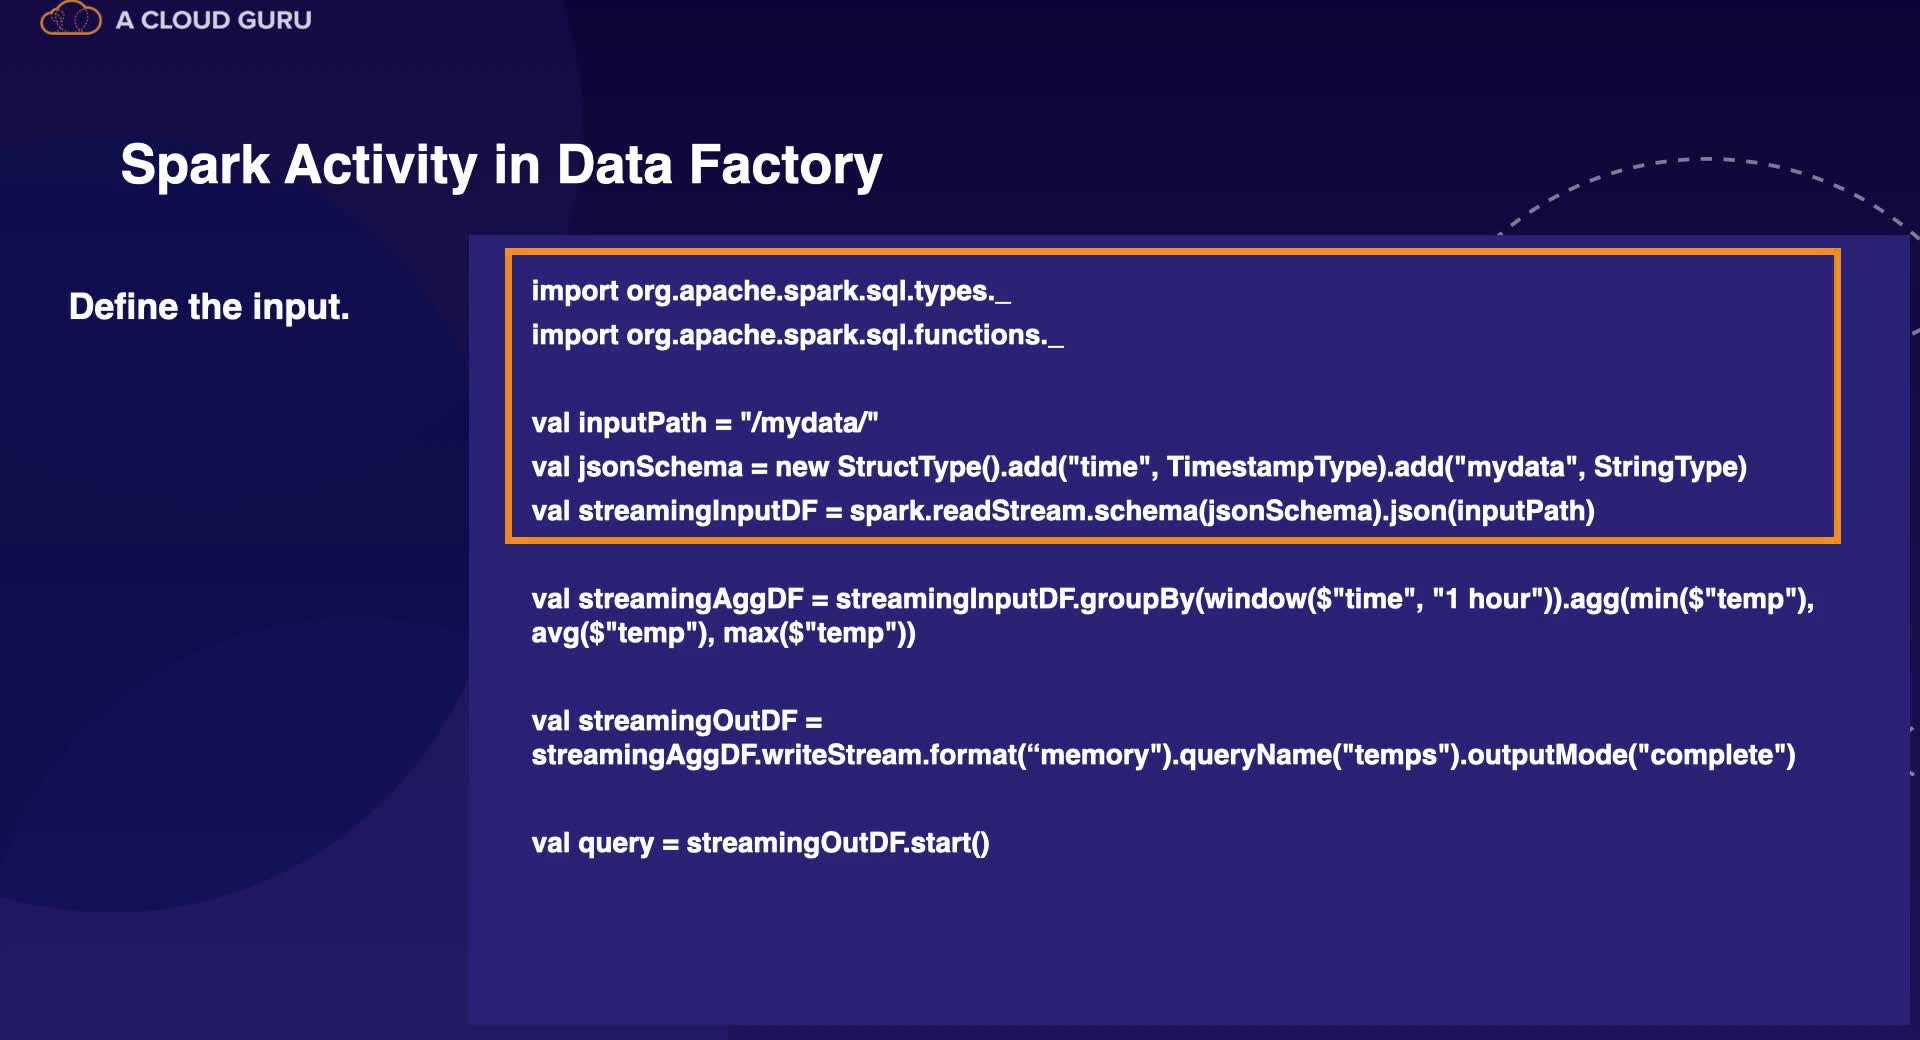 A CLOUD GURU
Spark Activity in Data Factory
Define the input.
import org.apache.spark.sql.types._
import org.apache.spark.sql.functions._
val inputPath = "/mydata/"
val jsonSchema = new StructType().add("time", TimestampType).add("mydata", StringType)
val streamingInputDF = spark.readStream.schema(jsonSchema).json(inputPath)
val streamingAggDF = streamingInputDF.groupBy(window($"time", "1 hour")).agg(min($"temp"),
avg($"temp"), max($"temp"))
val streamingOutDF =
streamingAggDF.writeStream.format(“memory").queryName("temps").outputMode("complete")
val query = streamingOutDF.start()